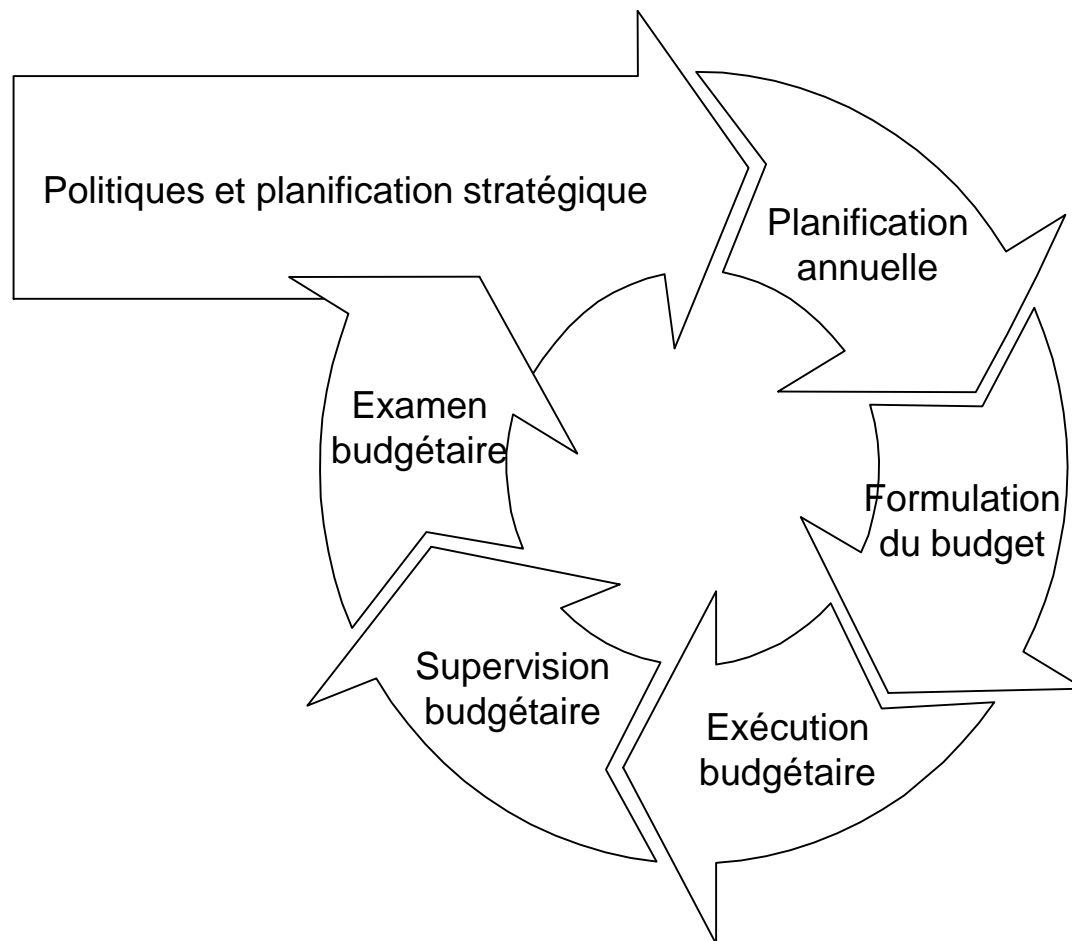 Politiques et planification stratégique
Planification
annuelle
Formulation
du budget
Exécution
budgétaire
Supervision
budgétaire
Examen
budgétaire